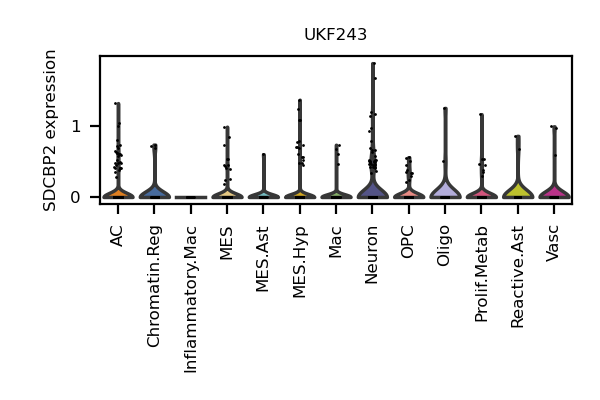 UKF243
SDCBP2 expression
1
0
AC
Chromatin.Reg
Inflammatory.Mac
MES
MES.Ast
MES.Hyp
Mac
Neuron
OPC
Oligo
Prolif.Metab
Reactive.Ast
Vasc